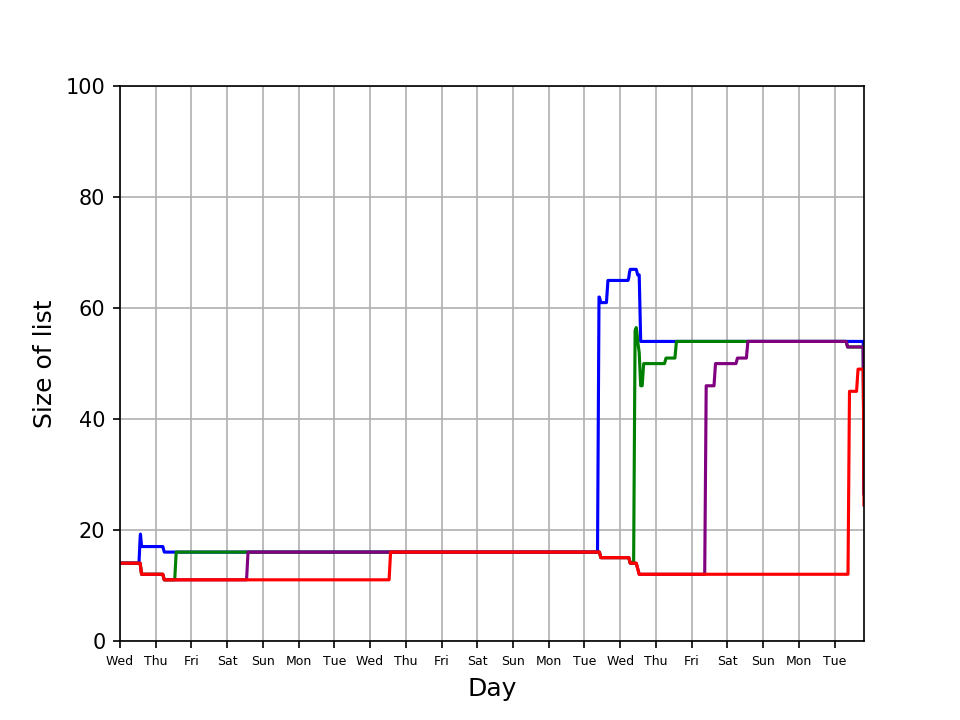 100
80
60
40
20
0
Size of list
Wed Thu Fri Sat Sun Mon Tue Wed Thu Fri Sat Sun Mon Tue Wed Thu Fri Sat Sun Mon Tue
Day